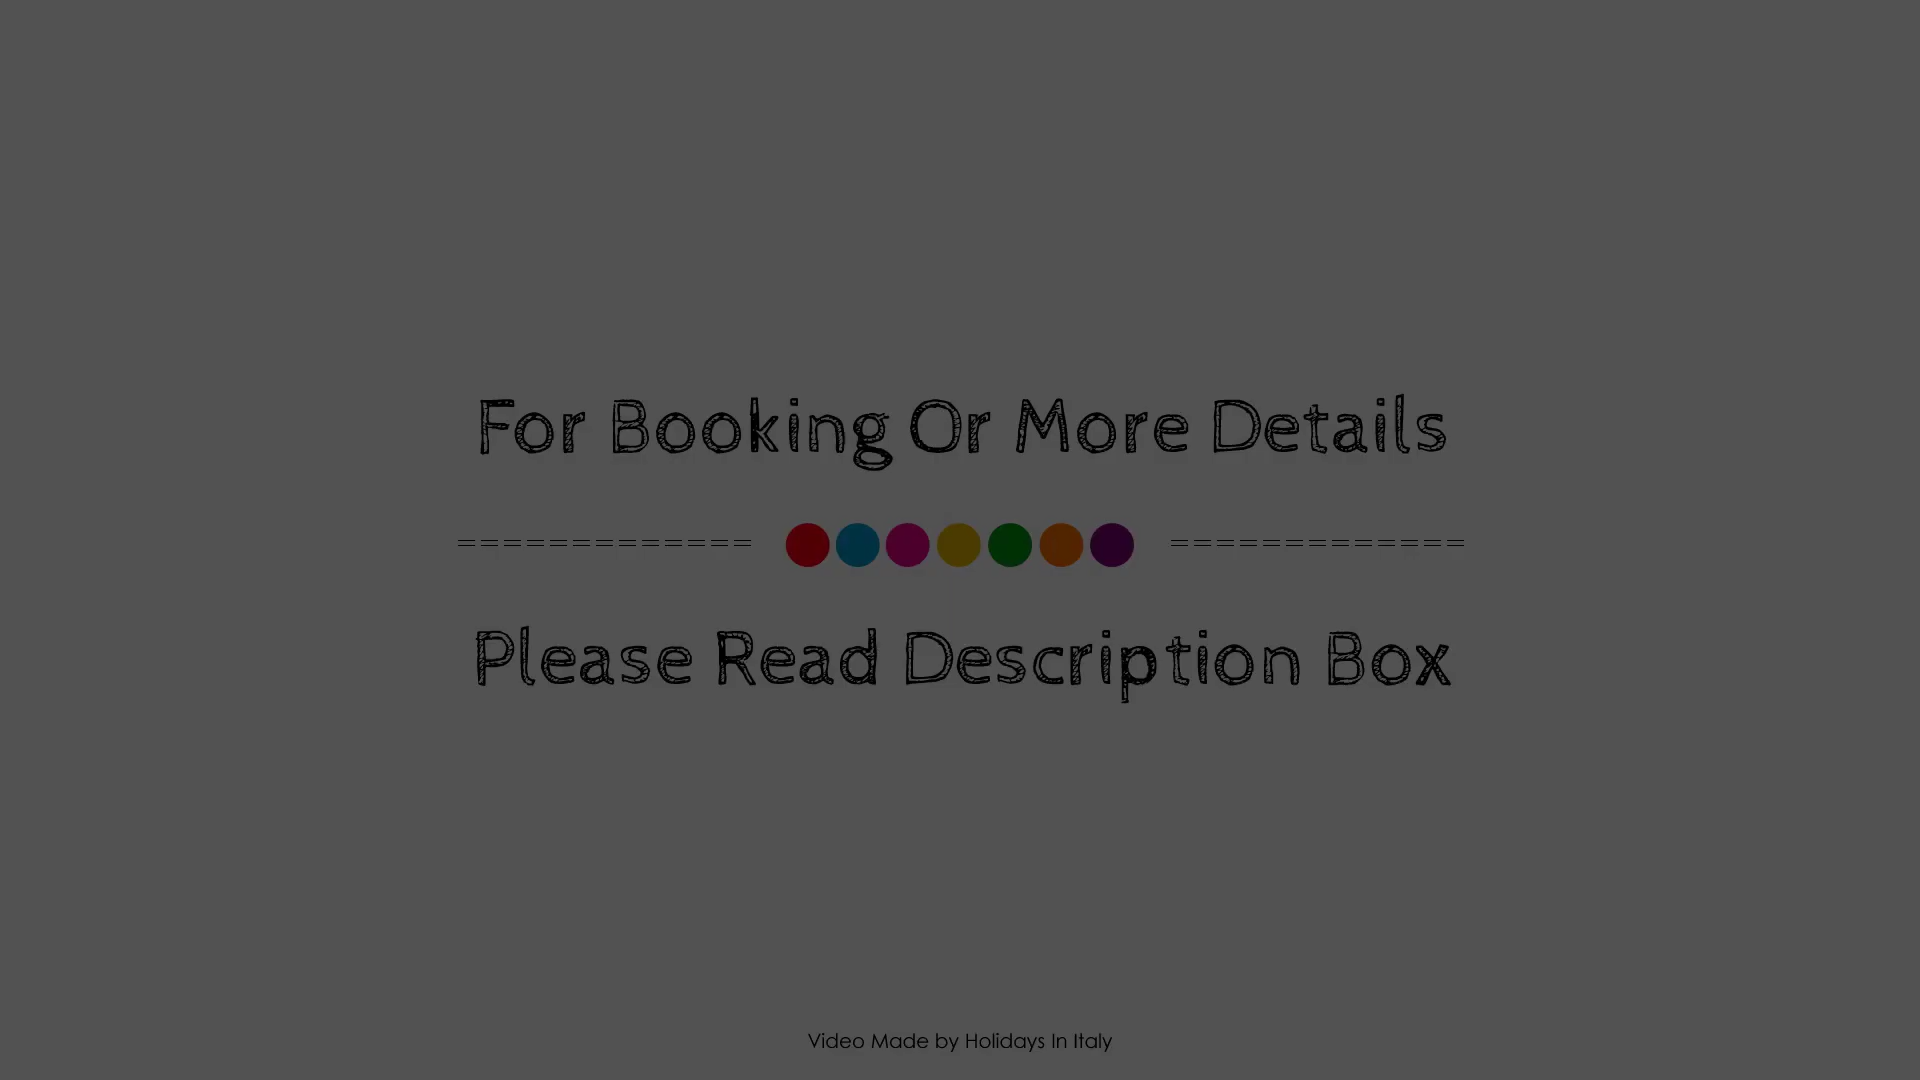 For Booking Or More Details
============= =============
Please Read Description Box
Video Made by Holidays In Italy